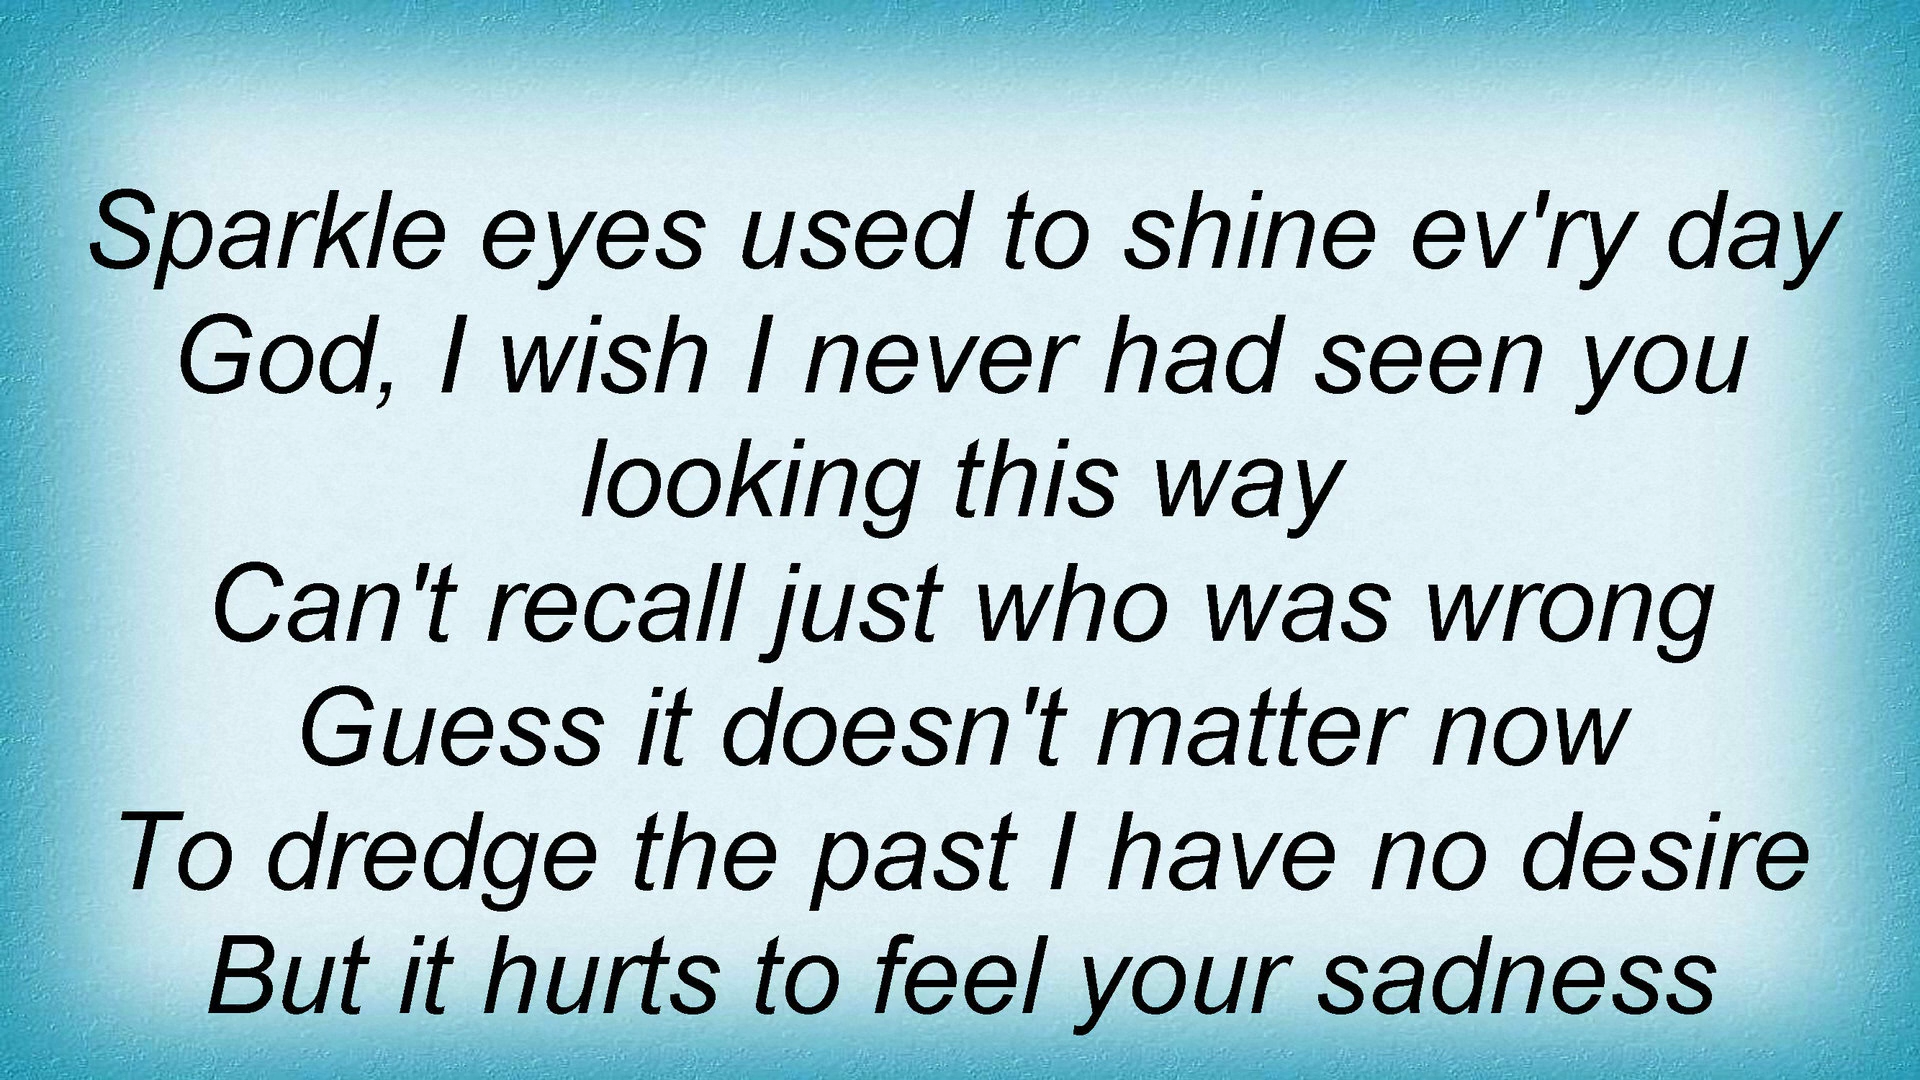 Sparkle eyes used to shine ev'ry day
God, I wish I never had seen you
looking this way
Can't recall just who was wrong
Guess it doesn't matter now
To dredge the past I have no desire
But it hurts to feel your sadness